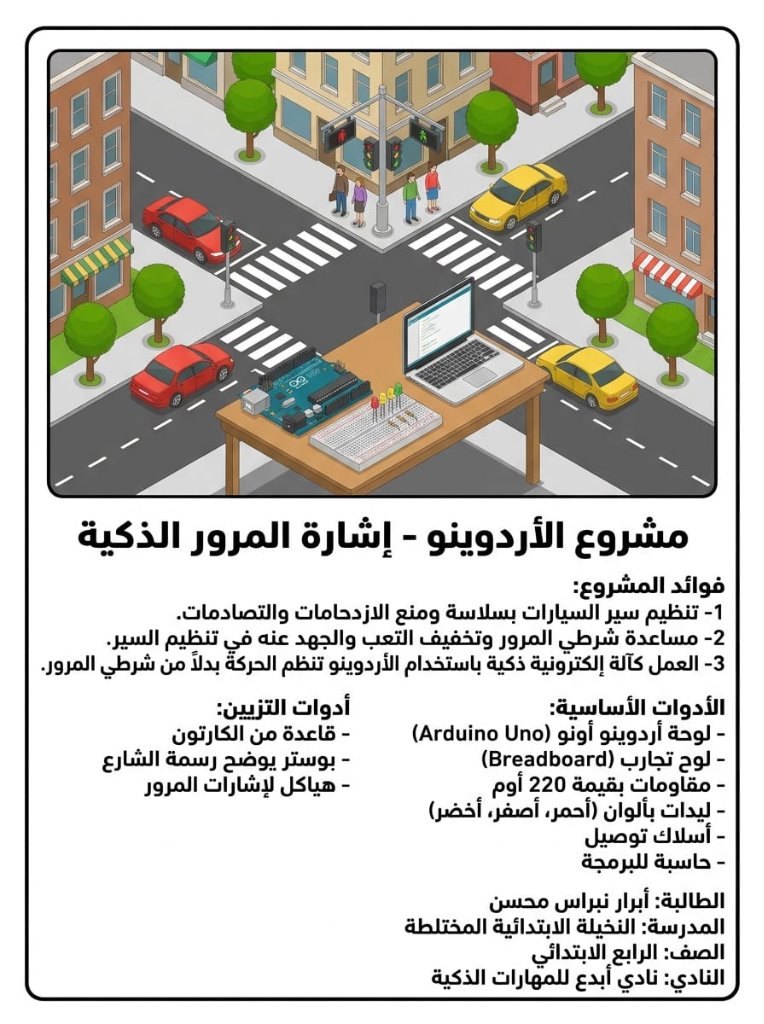 مشروع الأردوينو - إشارة المرور الذكية
فوائد المشروع:
1- تنظيم سير السيارات بسلاسة ومنع الازدحامات والتصادمات.
2- مساعدة شرطي المرور وتخفيف التعب والجهد عنه في تنظيم السير.
3- العمل كآلة إلكترونية ذكية باستخدام الأردوينو تنظم الحركة بدلاً من شرطي المرور.
الأدوات الأساسية:
- لوحة أردوينو أونو (Arduino Uno)
- لوح تجارب (Breadboard)
- مقاومات بقيمة 220 أوم
- ليدات بألوان (أحمر، أصفر، أخضر)
- أسلاك توصيل
- حاسبة للبرمجة
أدوات التزيين:
- قاعدة من الكارتون
- بوستر يوضح رسمة الشارع
- هياكل لإشارات المرور
الطالبة: أبرار نبراس محسن
المدرسة: النخيلة الابتدائية المختلطة
الصف: الرابع الابتدائي
النادي: نادي أبدع للمهارات الذكية